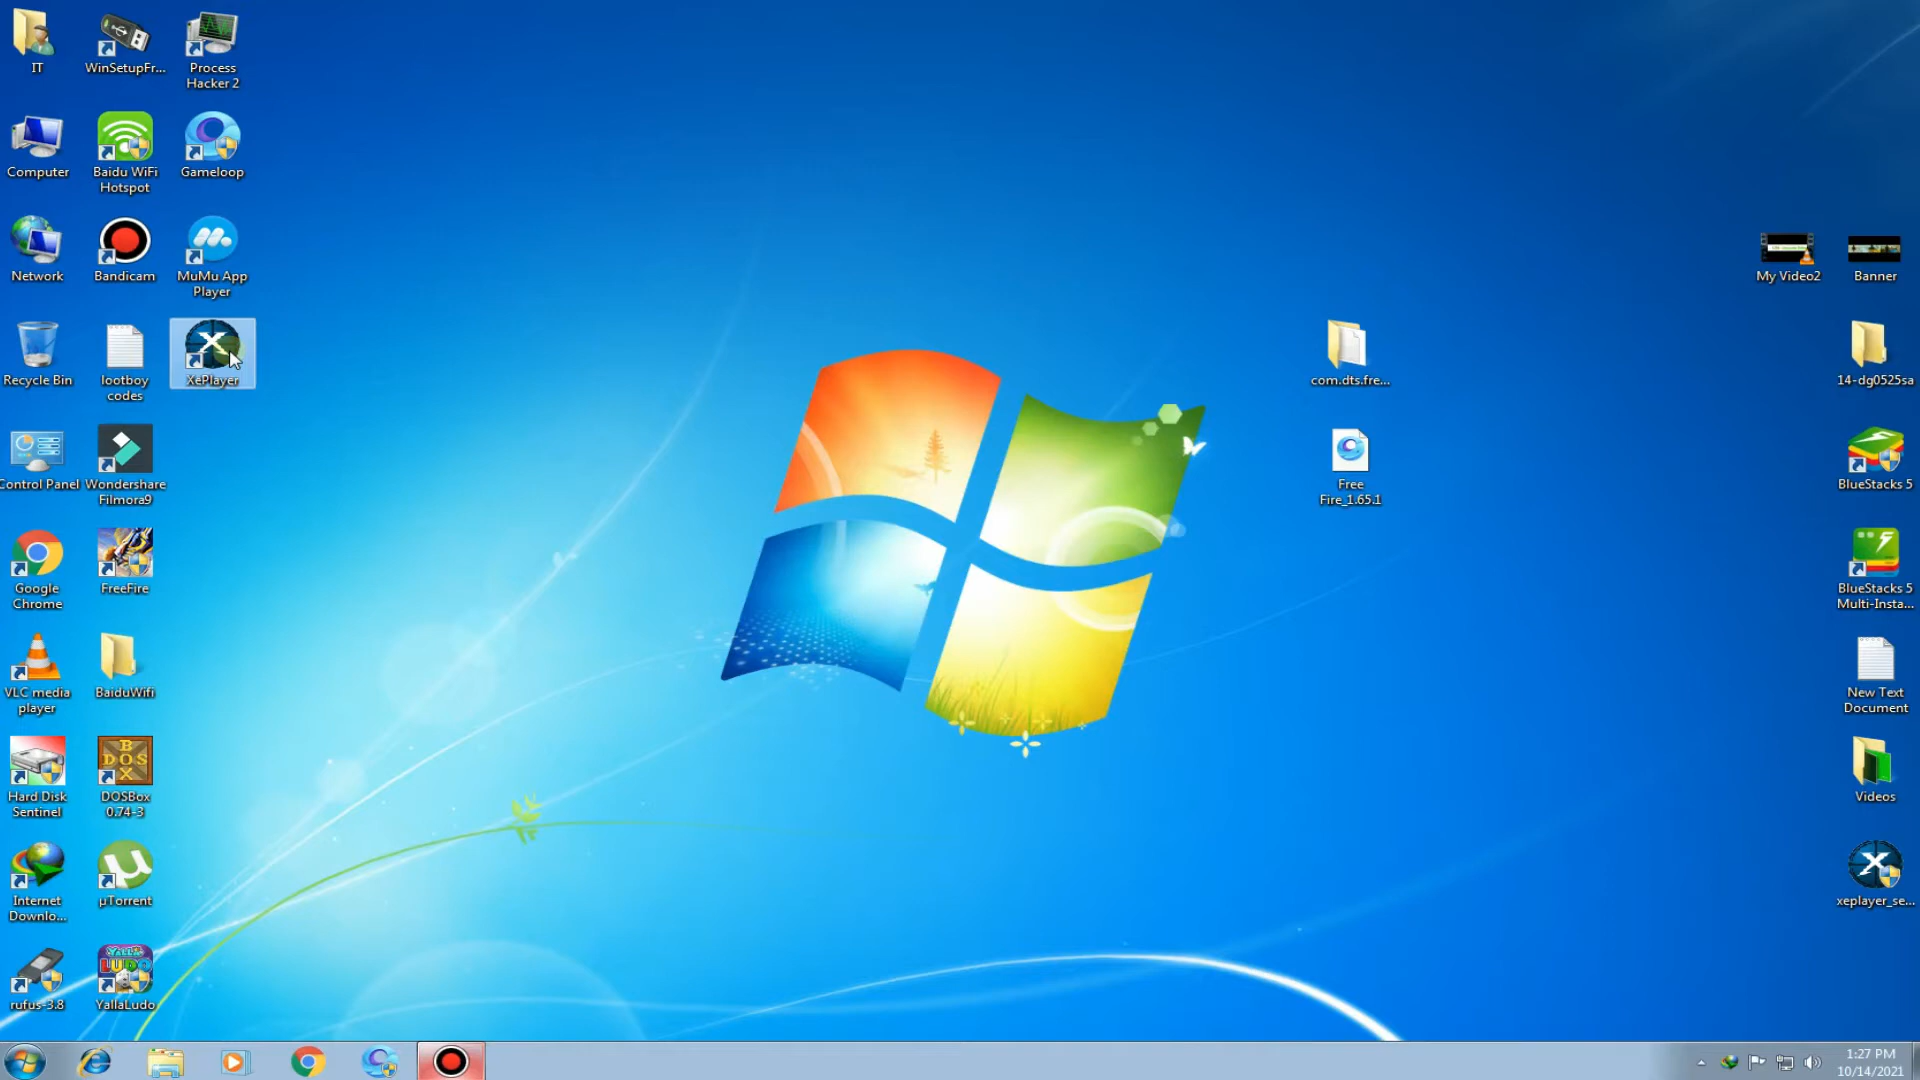 IT
WinSetupFr...
Process
Hacker 2
Computer
Baidu WiFi
Hotspot
Gameloop
Network
Bandicam
MuMu App
Player
Recycle Bin
lootboy
codes
XePlayer
Control Panel
Wondershare
Filmora9
Google
Chrome
FreeFire
VLC media
player
BaiduWifi
Hard Disk
Sentinel
DOSBox
0.74-3
Internet
Downlo...
µTorrent
rufus-3.8
YallaLudo
My Video2
Banner
com.dts.fre...
14-dg0525sa
Free
Fire_1.65.1
BlueStacks 5
BlueStacks 5
Multi-Insta...
New Text
Document
Videos
xeplayer_se...
1:27 PM
10/14/2021